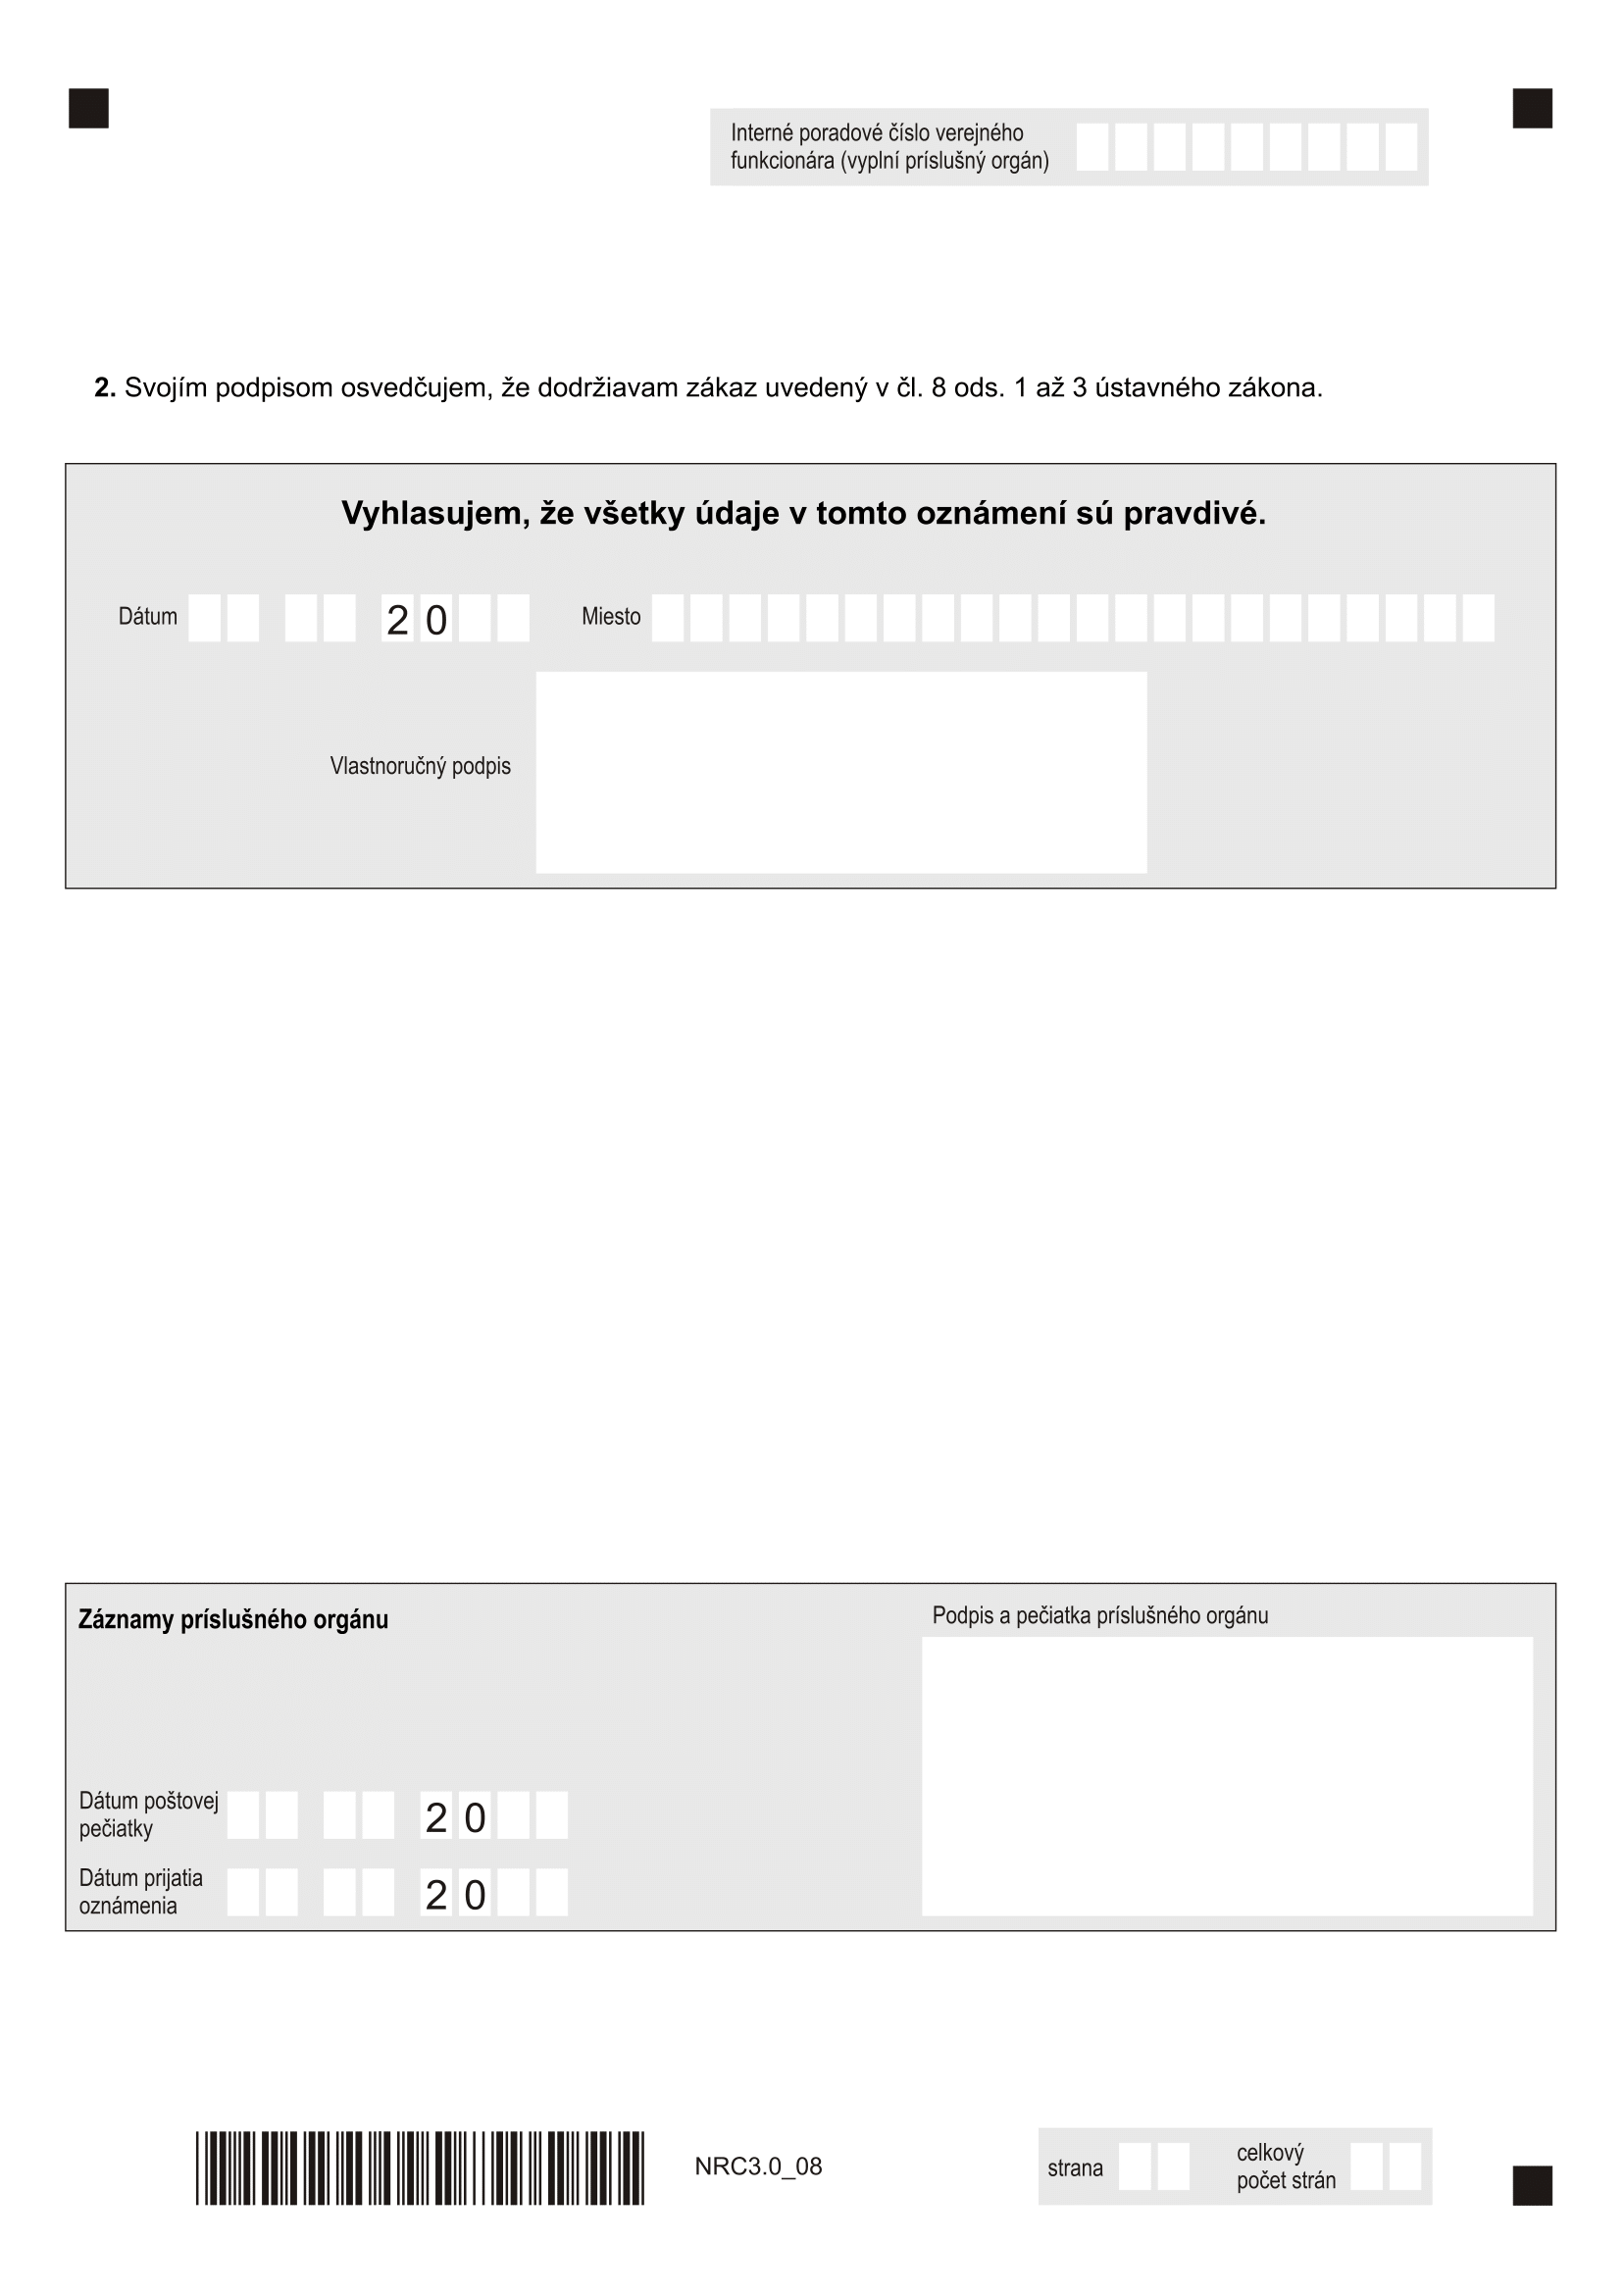 Interné poradové číslo verejného
funkcionára (vyplní príslušný orgán)
2. Svojím podpisom osvedčujem, že dodržiavam zákaz uvedený v čl. 8 ods. 1 až 3 ústavného zákona.
Vyhlasujem, že všetky údaje v tomto oznámení sú pravdivé.
Dátum 20 Miesto
Vlastnoručný podpis
Záznamy príslušného orgánu
Podpis a pečiatka príslušného orgánu
Dátum poštovej
pečiatky 20
Dátum prijatia
oznámenia 20
NRC3.0_08
strana
celkový
počet strán